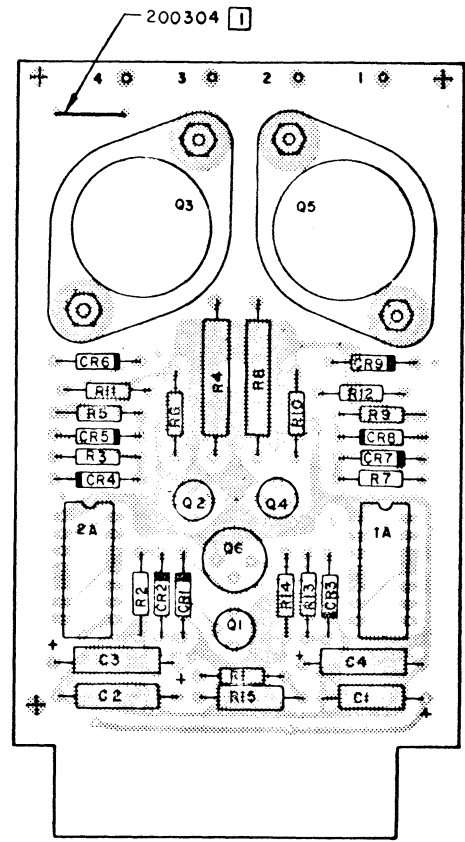 200304 1
4 3 2 1
Q3 Q5
CR6 CR9
R4 R8
R11 R6 R10 R12
R5 R9
CR5 CR8
R3 CR7
CR4 R7
Q2 Q4
2A 1A
Q6
R2 CR2 CR1 R14 R13 CR3
Q1
C3 C4
R1
C2 R15 C1